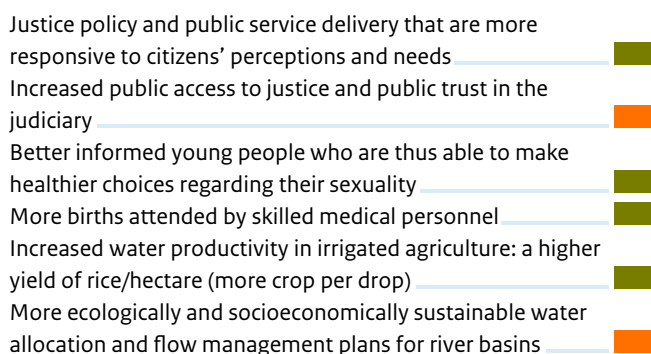 Justice policy and public service delivery that are more
responsive to citizens’ perceptions and needs
Increased public access to justice and public trust in the
judiciary
Better informed young people who are thus able to make
healthier choices regarding their sexuality
More births attended by skilled medical personnel
Increased water productivity in irrigated agriculture: a higher
yield of rice/hectare (more crop per drop)
More ecologically and socioeconomically sustainable water
allocation and flow management plans for river basins